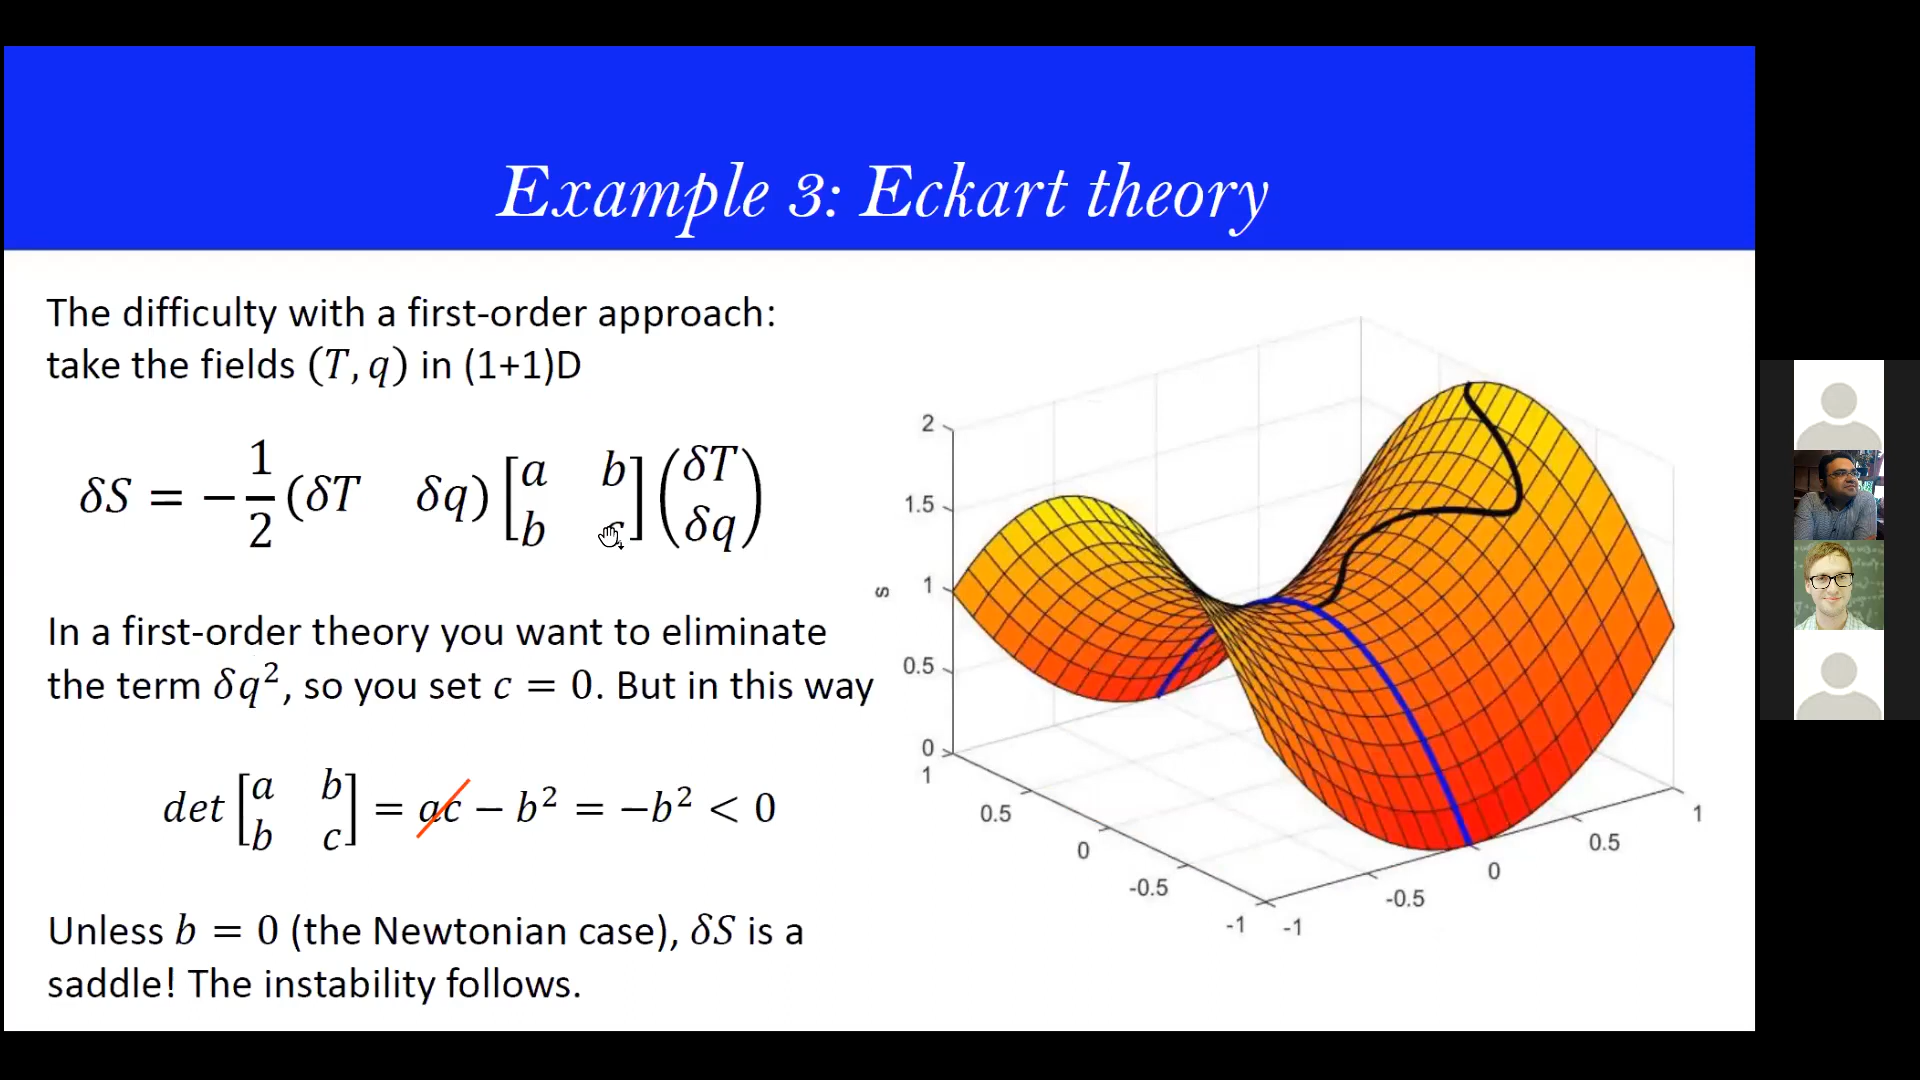 Example 3: Eckart theory
The difficulty with a first-order approach:
take the fields (T, q) in (1+1)D
δS = −1/2 (δT δq) [a b; b c] (δT; δq)
In a first-order theory you want to eliminate
the term δq², so you set c = 0. But in this way
det [a b; b c] = ac − b² = −b² < 0
Unless b = 0 (the Newtonian case), δS is a
saddle! The instability follows.
2
1.5
1
0.5
0
s
1
0.5
0
-0.5
-1
-1
-0.5
0
0.5
1